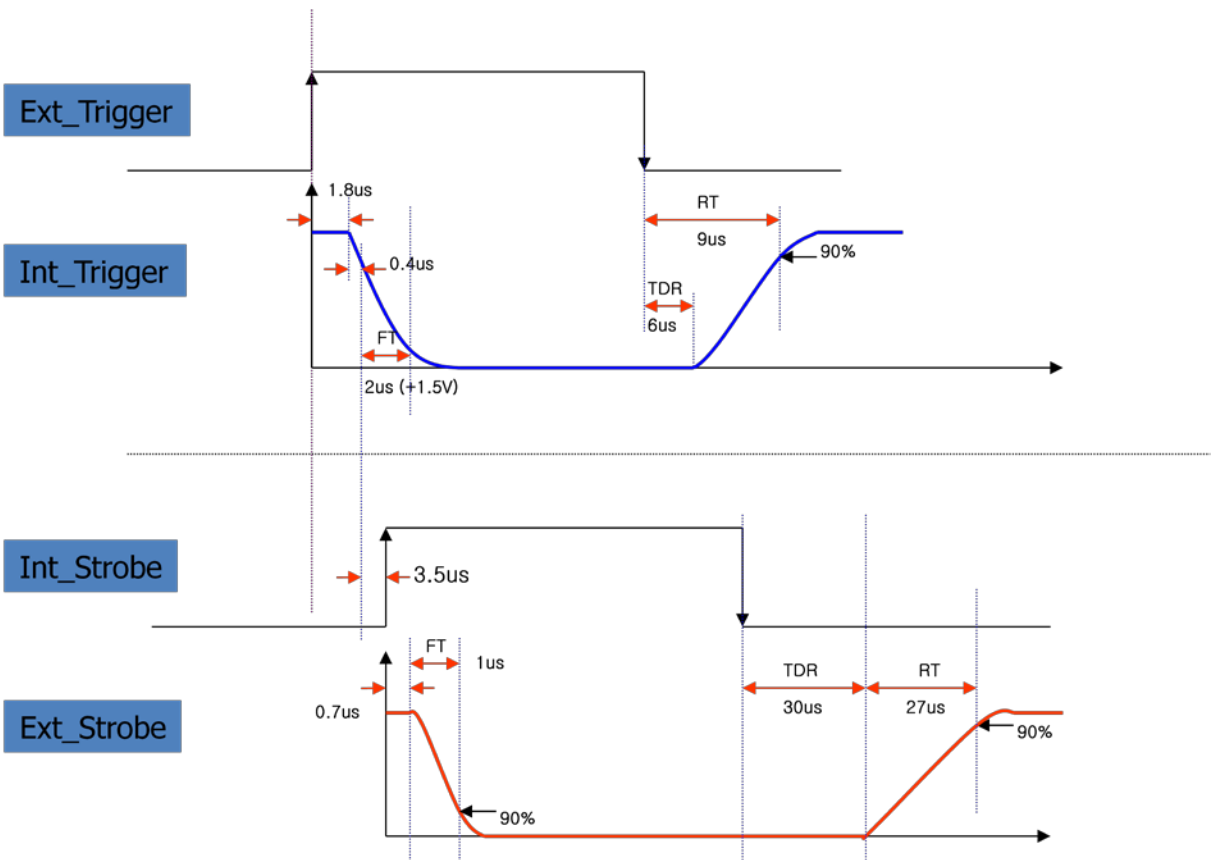 Ext_Trigger
1.8us
RT
9us
90%
Int_Trigger
0.4us
TDR
6us
FT
2us (+1.5V)
Int_Strobe
3.5us
FT
1us
TDR
RT
0.7us
30us
27us
Ext_Strobe
90%
90%